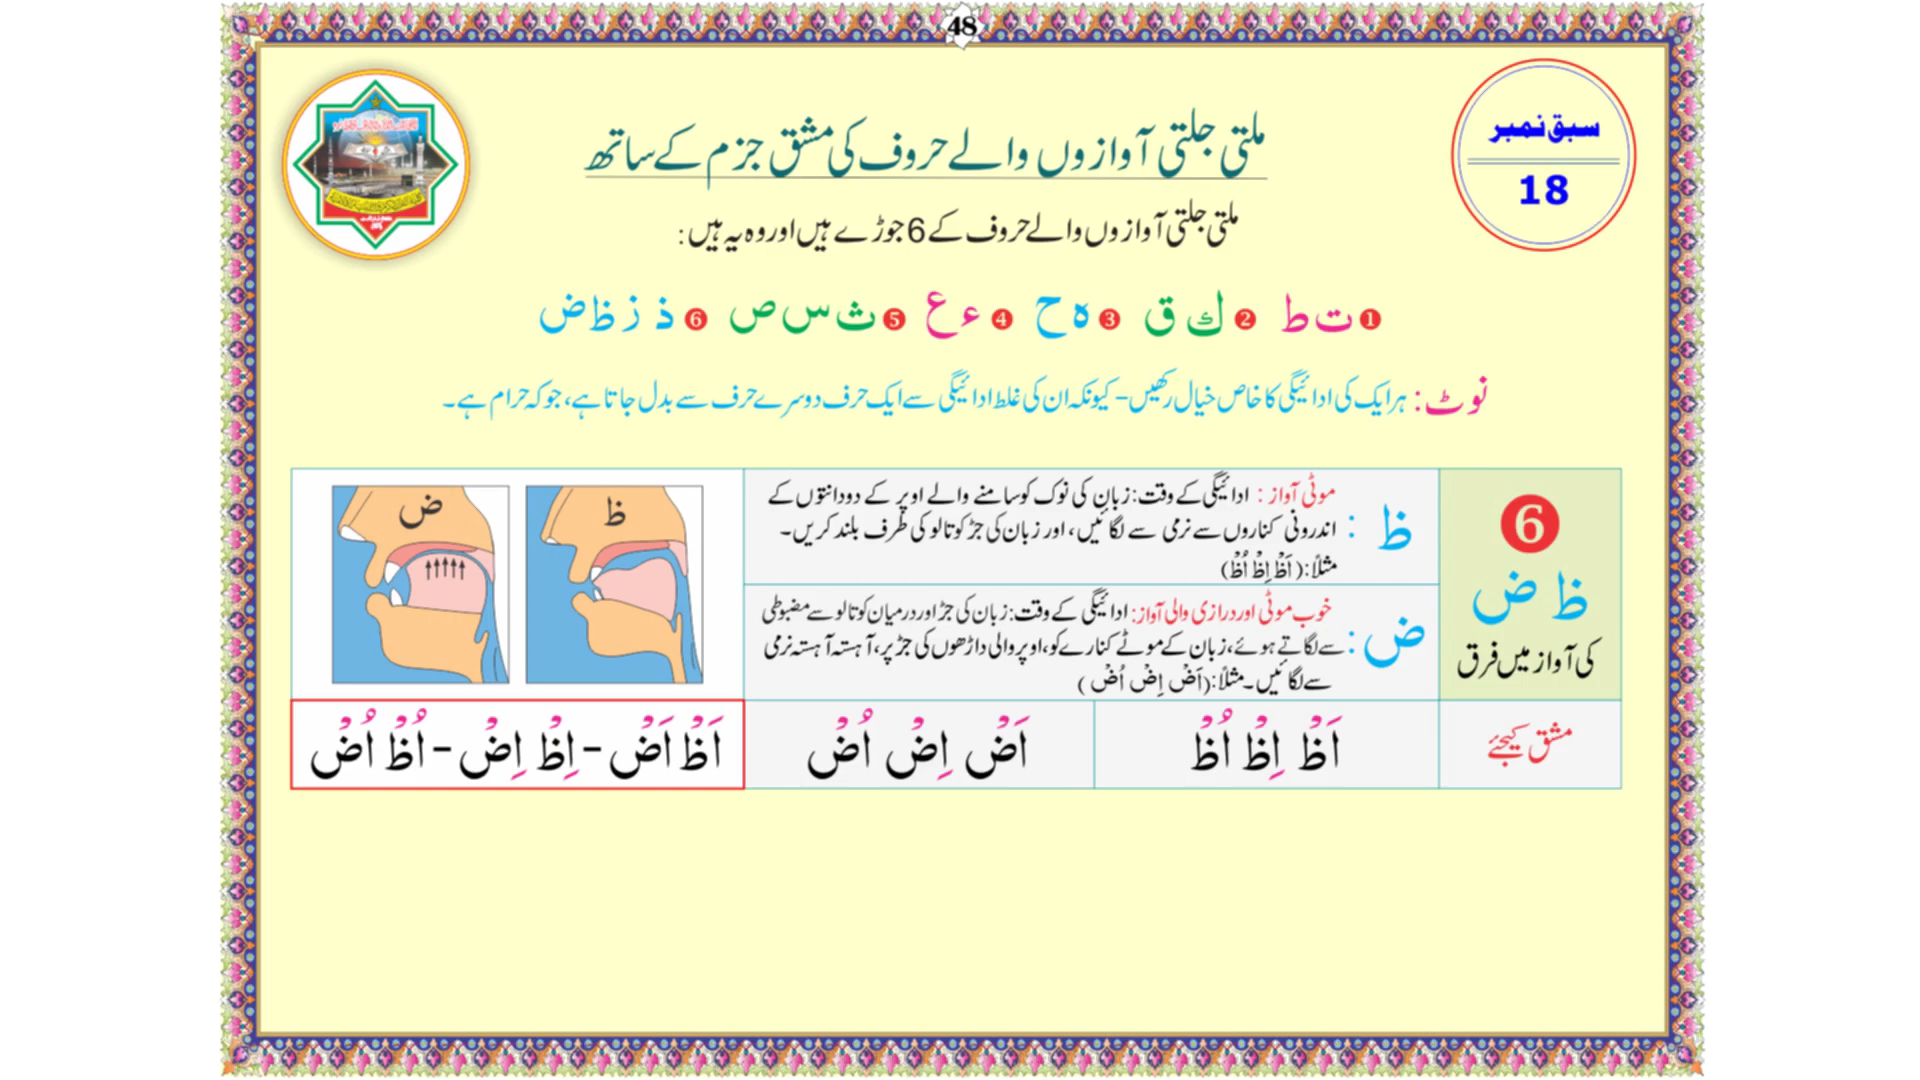 48
سبق نمبر
18
ملتی جلتی آوازوں والے حروف کی مشق جزم کے ساتھ
ملتی جلتی آوازوں والے حروف کے 6 جوڑے ہیں اور وہ یہ ہیں:
1 ت ط 2 ك ق 3 ه ح 4 ء ع 5 ث س ص 6 ذ ز ظ ض
نوٹ: ہر ایک کی ادائیگی کا خاص خیال رکھیں- کیونکہ ان کی غلط ادائیگی سے ایک حرف دوسرے حرف سے بدل جاتا ہے، جو کہ حرام ہے۔
6
ظ ض
کی آواز میں فرق
ظ : موٹی آواز : ادائیگی کے وقت: زبان کی نوک کو سامنے والے اوپر کے دو دانتوں کے
اندرونی کناروں سے نرمی سے لگائیں، اور زبان کی جڑ کو تالو کی طرف بلند کریں۔
مثلاً: (اَظْ اِظْ اُظْ)
ض : خوب موٹی اور درازی والی آواز: ادائیگی کے وقت: زبان کی جڑ اور درمیان کو تالو سے مضبوطی
سے لگاتے ہوئے، زبان کے موٹے کنارے کو، اوپر والی داڑھوں کی جڑ پر، آہستہ آہستہ نرمی
سے لگائیں۔ مثلاً: (اَضْ اِضْ اُضْ)
ظ
ض
مشق کیجئے
اَظْ اِظْ اُظْ
اَضْ اِضْ اُضْ
اَظْ اَضْ - اِظْ اِضْ - اُظْ اُضْ